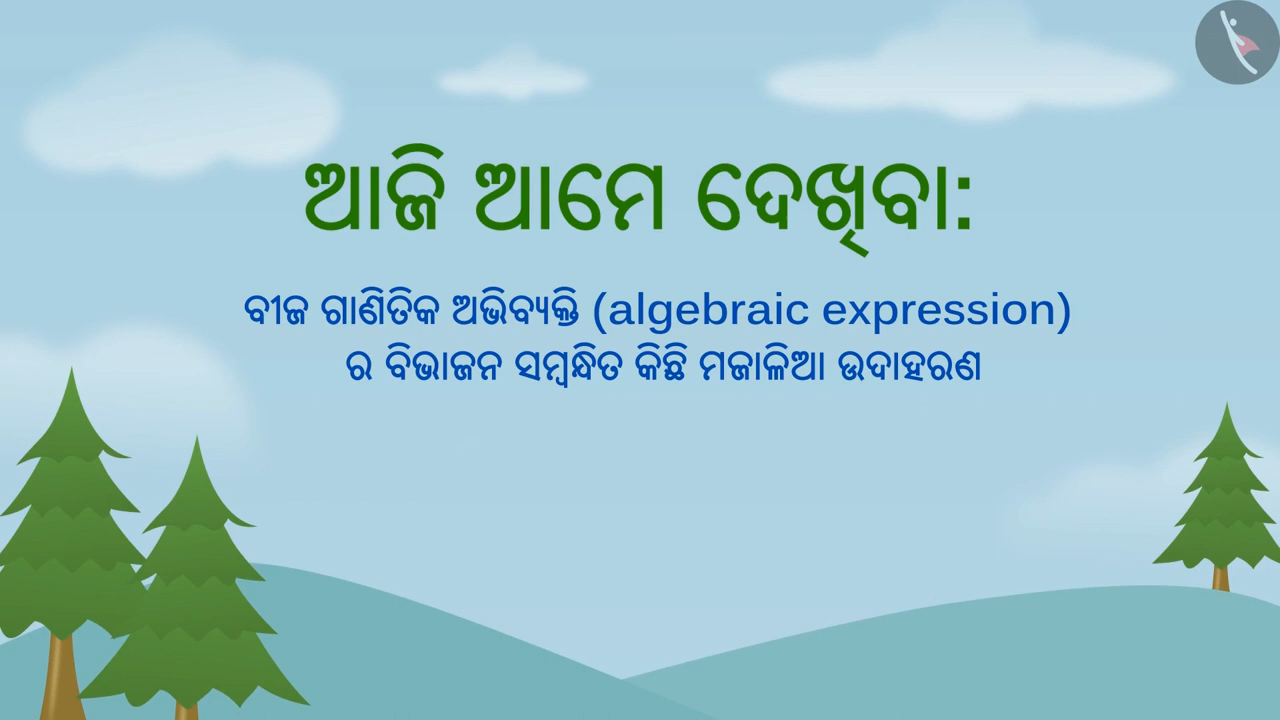 ଆଜି ଆମେ ଦେଖିବା:
ବୀଜ ଗାଣିତିକ ଅଭିବ୍ୟକ୍ତି (algebraic expression)
ର ବିଭାଜନ ସମ୍ବନ୍ଧିତ କିଛି ମଜାଳିଆ ଉଦାହରଣ